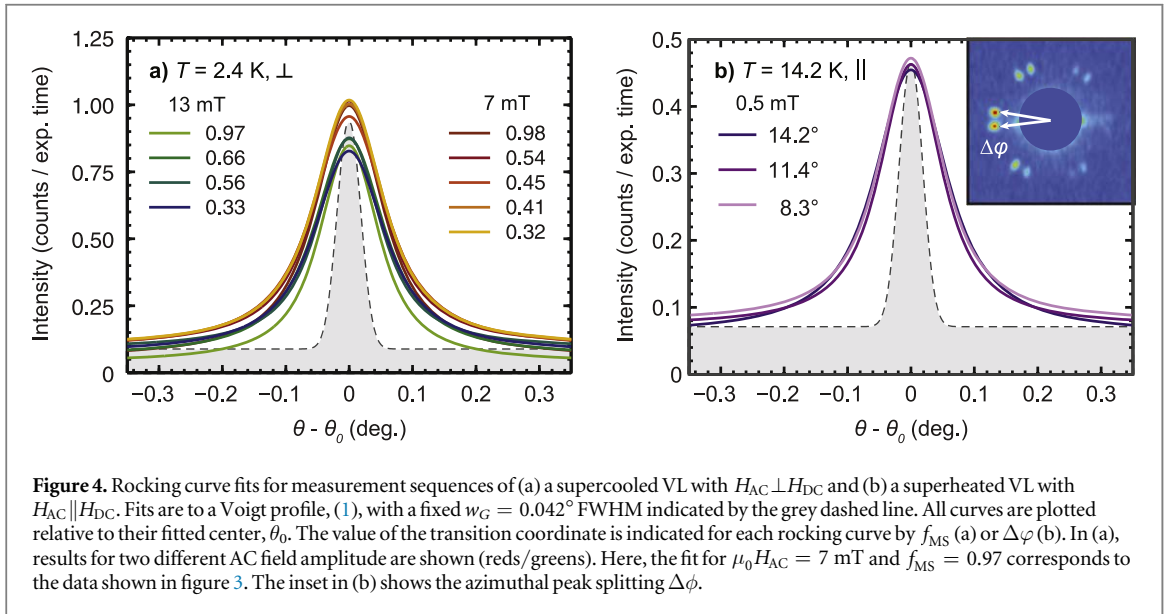 a) T = 2.4 K, ⊥
13 mT
0.97
0.66
0.56
0.33
7 mT
0.98
0.54
0.45
0.41
0.32
1.25
1.00
0.75
0.50
0.25
0
Intensity (counts / exp. time)
−0.3 −0.2 −0.1 0 0.1 0.2 0.3
θ - θ₀ (deg.)
b) T = 14.2 K, ||
0.5 mT
14.2°
11.4°
8.3°
Δφ
0.5
0.4
0.3
0.2
0.1
0
Intensity (counts / exp. time)
−0.3 −0.2 −0.1 0 0.1 0.2 0.3
θ - θ₀ (deg.)
Figure 4. Rocking curve fits for measurement sequences of (a) a supercooled VL with H_AC⊥H_DC and (b) a superheated VL with
H_AC||H_DC. Fits are to a Voigt profile, (1), with a fixed w_G = 0.042° FWHM indicated by the grey dashed line. All curves are plotted
relative to their fitted center, θ₀. The value of the transition coordinate is indicated for each rocking curve by f_MS (a) or Δφ (b). In (a),
results for two different AC field amplitude are shown (reds/greens). Here, the fit for μ₀H_AC = 7 mT and f_MS = 0.97 corresponds to
the data shown in figure 3. The inset in (b) shows the azimuthal peak splitting Δϕ.